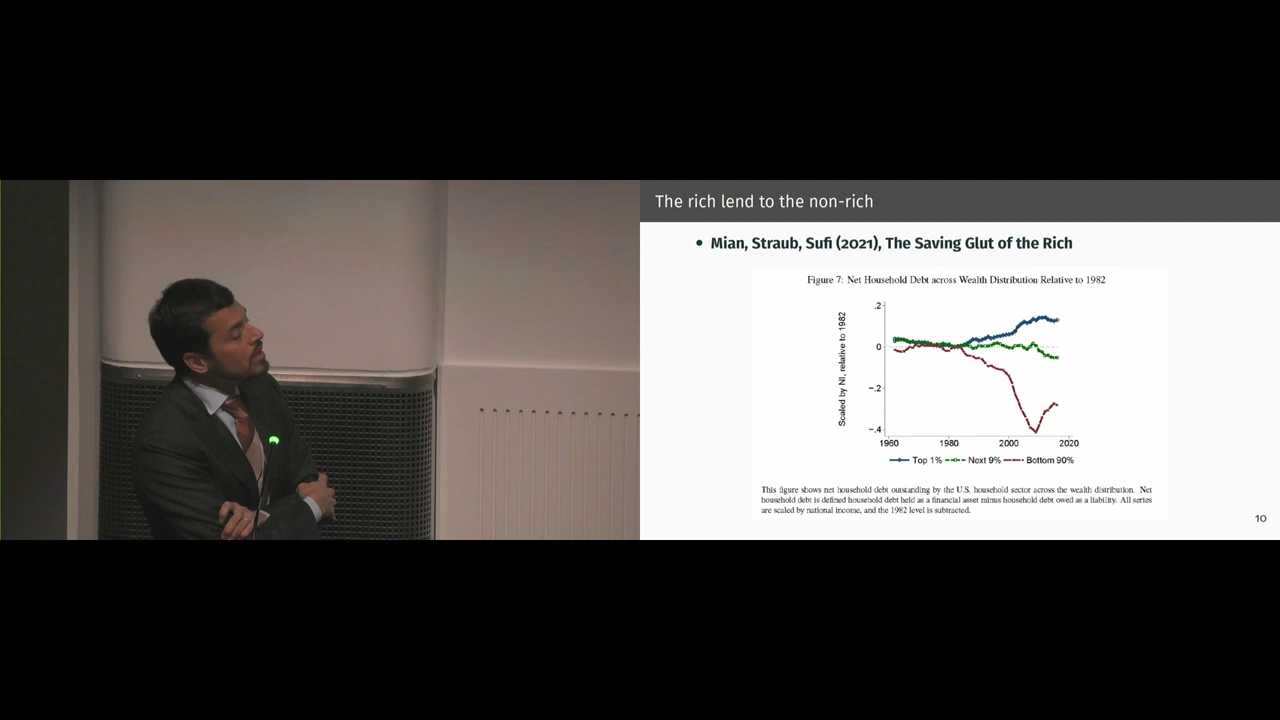 The rich lend to the non-rich
• Mian, Straub, Sufi (2021), The Saving Glut of the Rich
Figure 7: Net Household Debt across Wealth Distribution Relative to 1982
Scaled by NI, relative to 1982
.2
0
-.2
-.4
1960 1980 2000 2020
Top 1% Next 9% Bottom 90%
This figure shows net household debt outstanding by the U.S. household sector across the wealth distribution. Net
household debt is defined household debt held as a financial asset minus household debt owed as a liability. All series
are scaled by national income, and the 1982 level is subtracted.
10